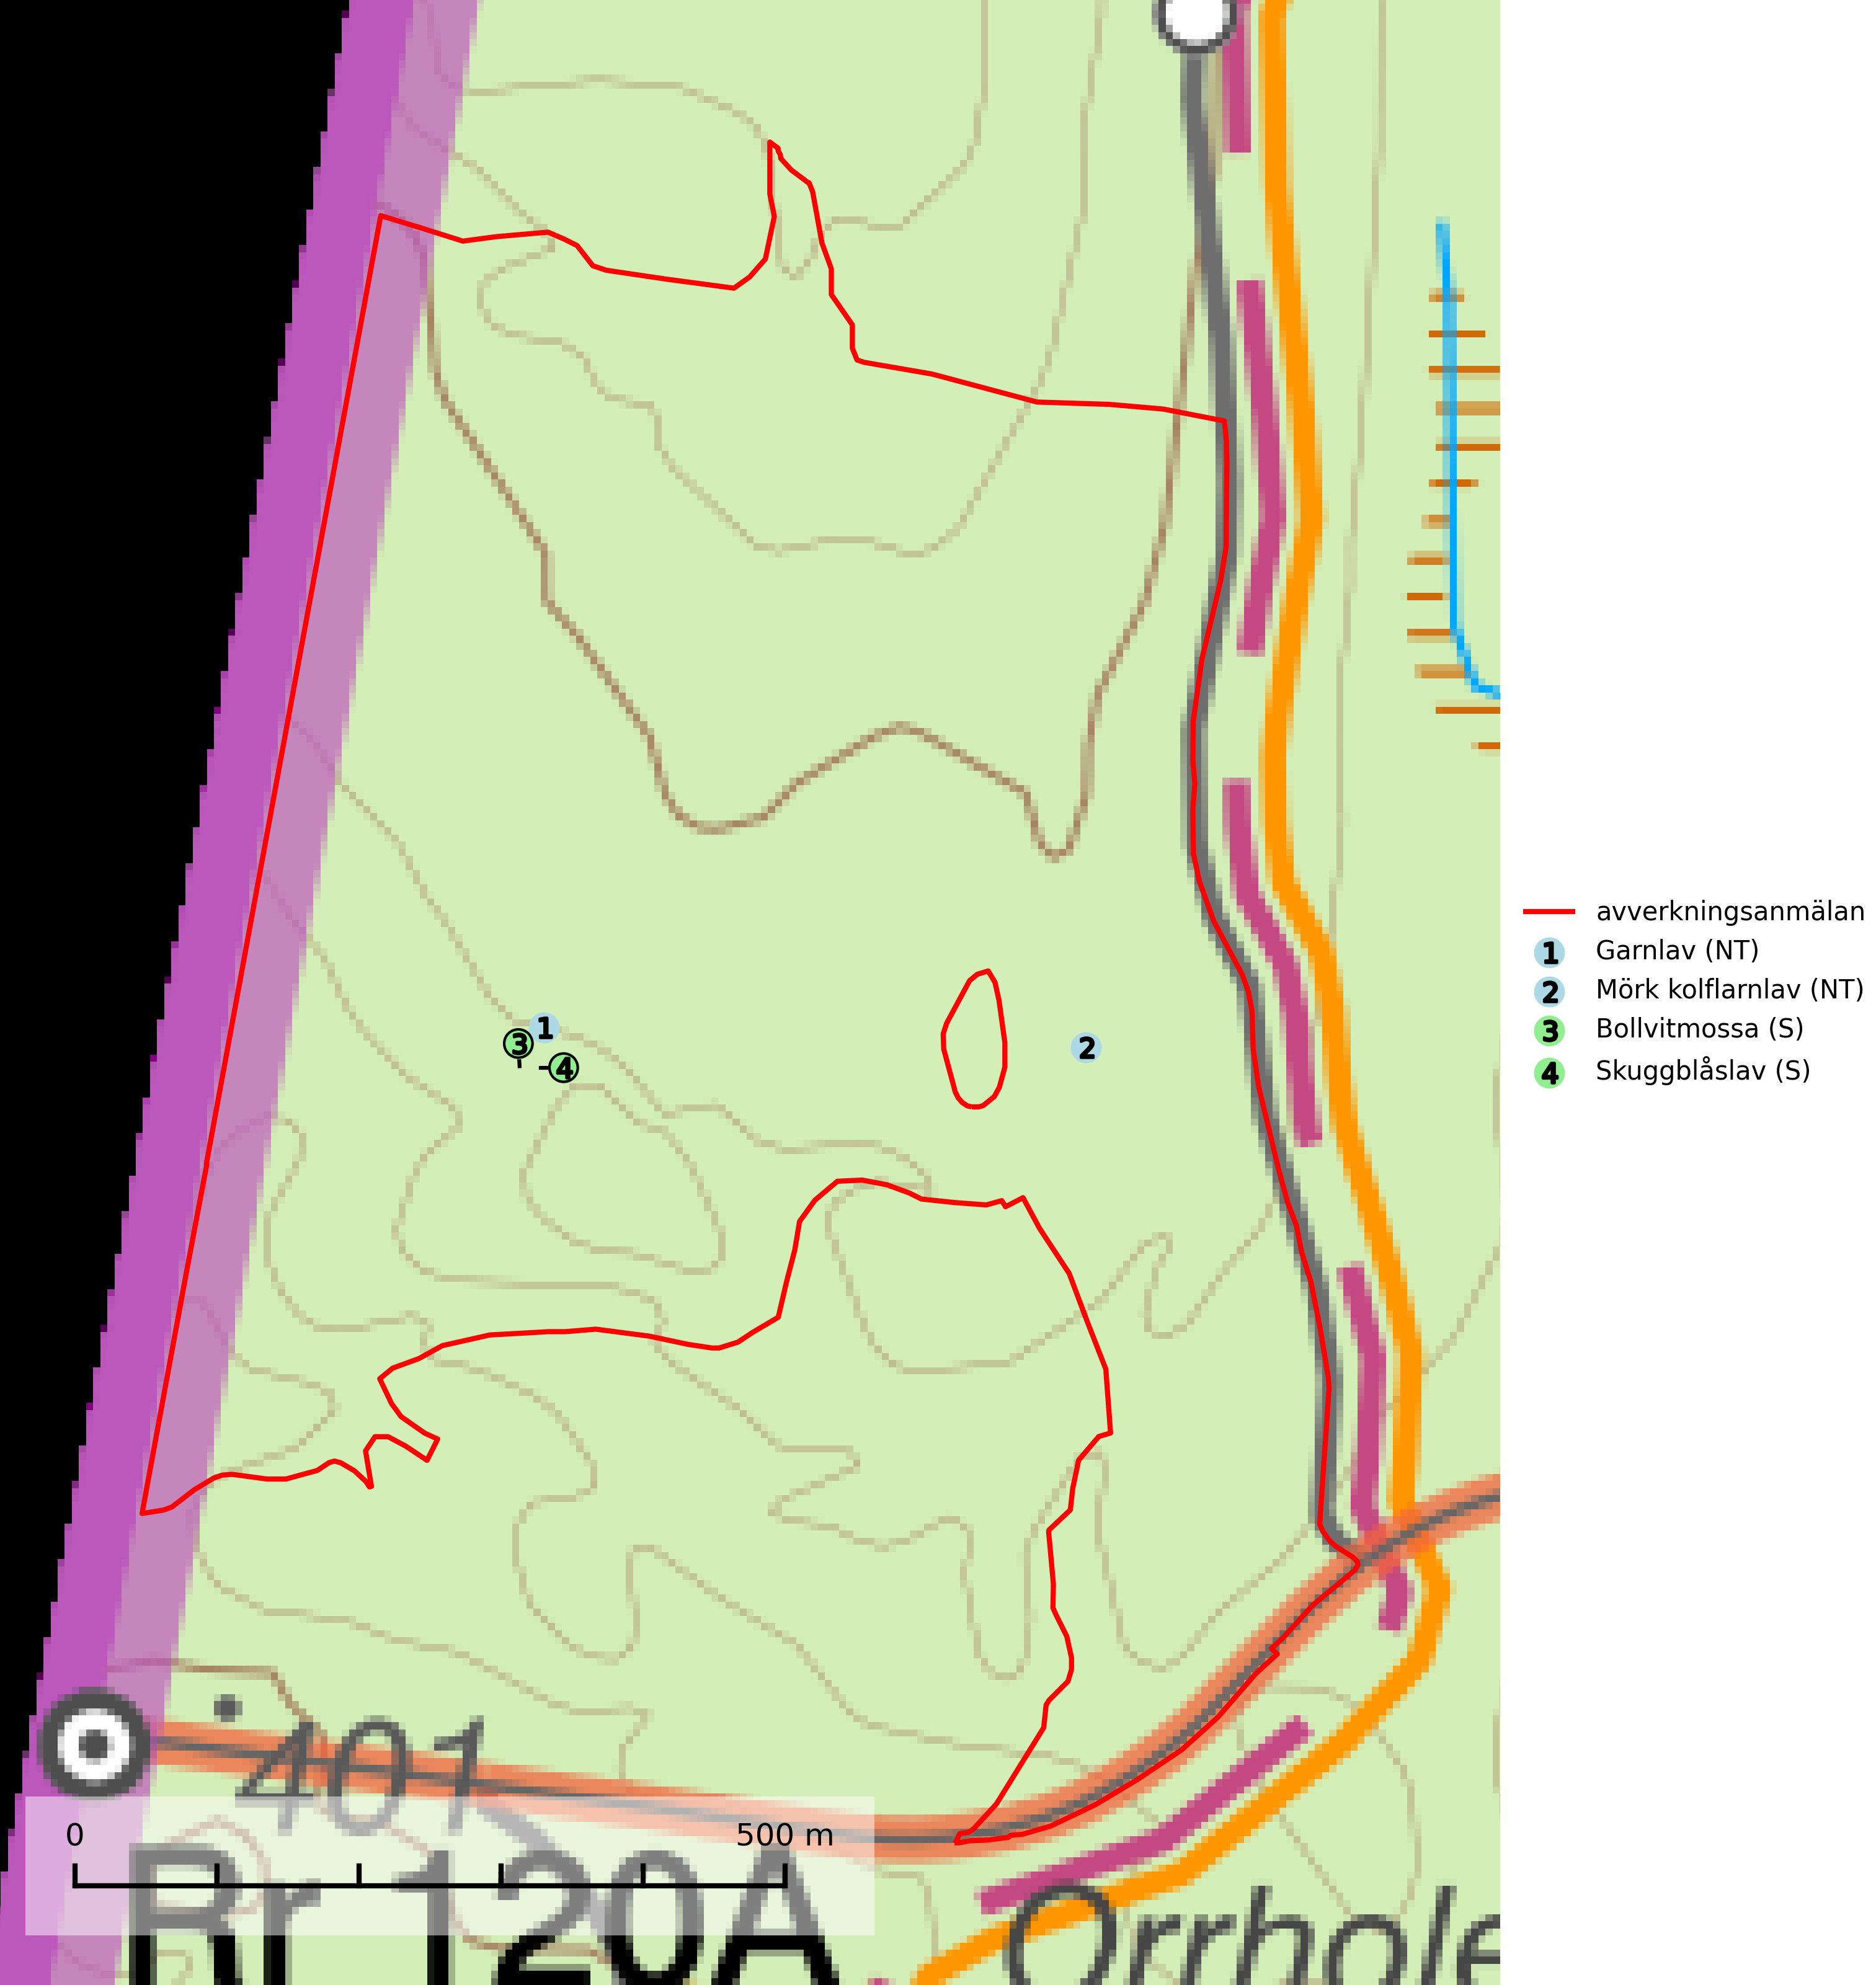 avverkningsanmälan
1 Garnlav (NT)
2 Mörk kolflarnlav (NT)
3 Bollvitmossa (S)
4 Skuggblåslav (S)
1
3
4
2
401
0 500 m
Rr 120A
Orrhole